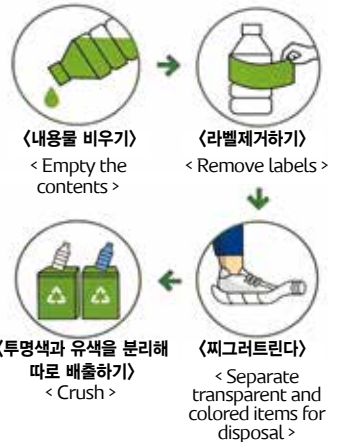 〈내용물 비우기〉
< Empty the
contents >
〈라벨제거하기〉
< Remove labels >
〈찌그러트린다〉
< Separate
transparent and
colored items for
disposal >
〈투명색과 유색을 분리해
따로 배출하기〉
< Crush >